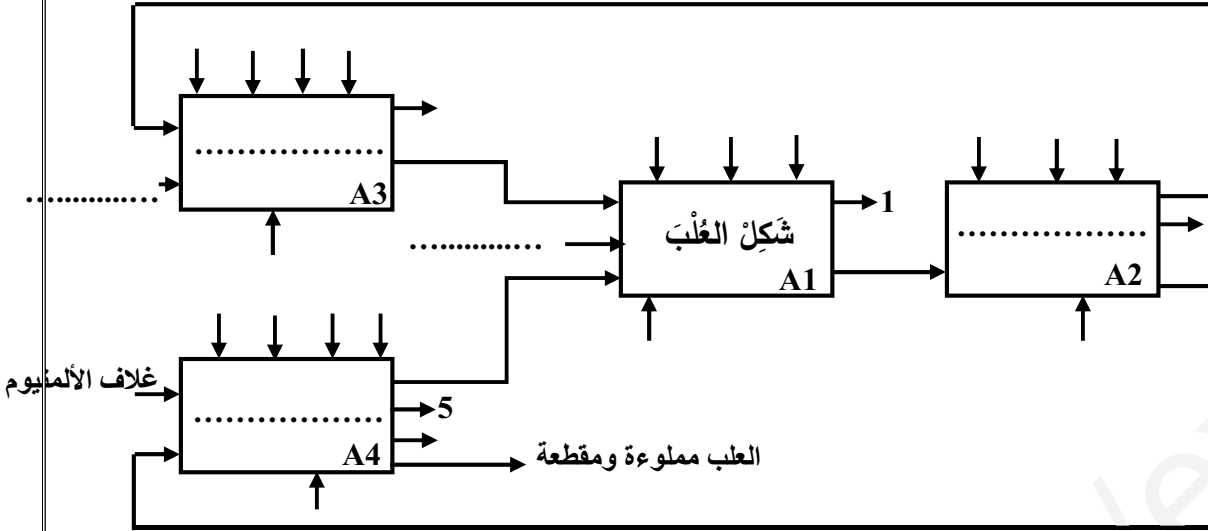 ..................
A3
...............
1
شَكِلْ العُلْبَ
A1
...............
..................
A2
غلاف الألمنيوم
..................
5
A4
العلب مملوءة ومقطعة